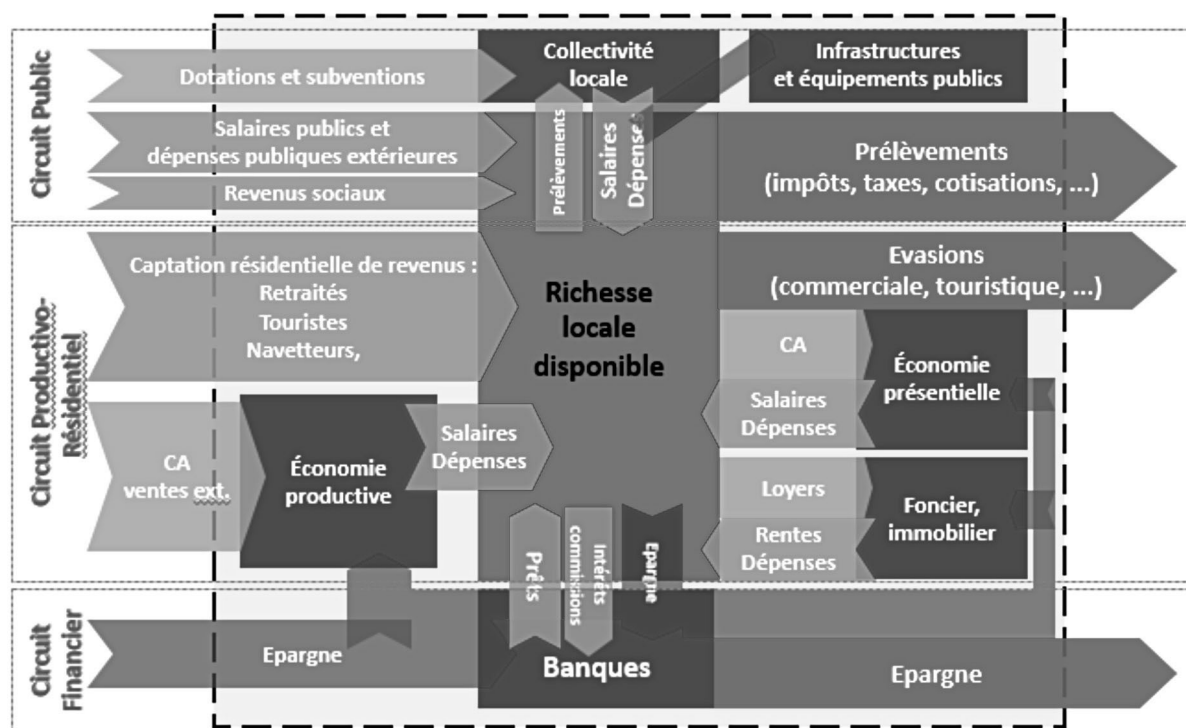 Circuit Public
Dotations et subventions
Collectivité
locale
Infrastructures
et équipements publics
Salaires publics et
dépenses publiques extérieures
Revenus sociaux
Prélèvements
Salaires
Dépenses
Prélèvements
(impôts, taxes, cotisations, ...)
Circuit Productivo-
Résidentiel
Captation résidentielle de revenus :
Retraités
Touristes
Navetteurs,
Richesse
locale
disponible
Evasions
(commerciale, touristique, ...)
CA
Économie
présentielle
Salaires
Dépenses
CA
ventes ext.
Économie
productive
Salaires
Dépenses
Loyers
Foncier,
immobilier
Rentes
Dépenses
Prêts
Intérêts
commissions
Epargne
Circuit
Financier
Epargne
Banques
Epargne